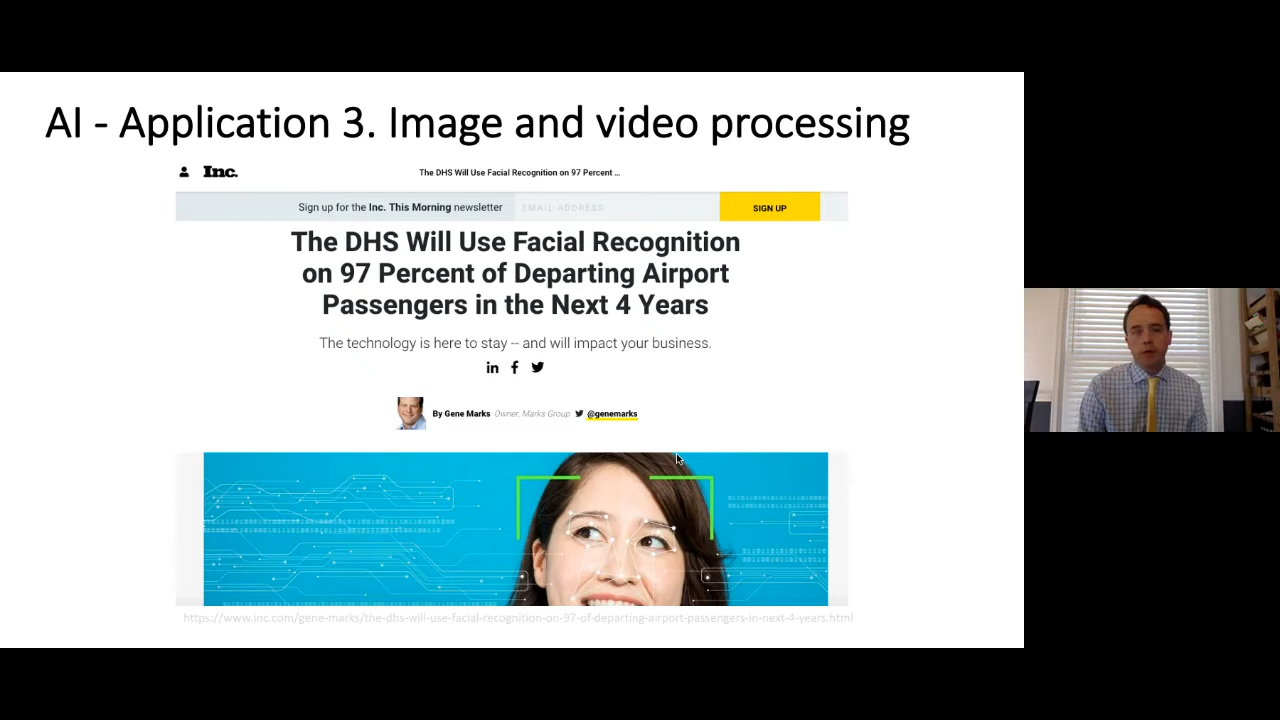 AI - Application 3. Image and video processing
Inc.
The DHS Will Use Facial Recognition on 97 Percent ...
Sign up for the Inc. This Morning newsletter
EMAIL ADDRESS
SIGN UP
The DHS Will Use Facial Recognition
on 97 Percent of Departing Airport
Passengers in the Next 4 Years
The technology is here to stay -- and will impact your business.
By Gene Marks Owner, Marks Group @genemarks
https://www.inc.com/gene-marks/the-dhs-will-use-facial-recognition-on-97-of-departing-airport-passengers-in-next-4-years.html